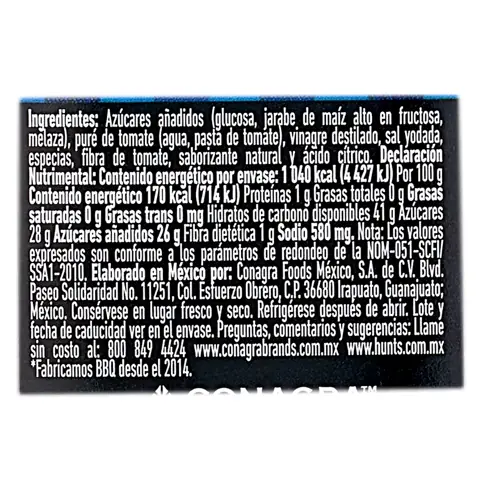 Ingredientes: Azúcares añadidos (glucosa, jarabe de maíz alto en fructosa,
melaza), puré de tomate (agua, pasta de tomate), vinagre destilado, sal yodada,
especias, fibra de tomate, saborizante natural y ácido cítrico. Declaración
Nutrimental: Contenido energético por envase: 1 040 kcal (4 427 kJ) Por 100 g
Contenido energético 170 kcal (714 kJ) Proteínas 1 g Grasas totales 0 g Grasas
saturadas 0 g Grasas trans 0 mg Hidratos de carbono disponibles 41 g Azúcares
28 g Azúcares añadidos 26 g Fibra dietética 1 g Sodio 580 mg. Nota: Los valores
expresados son conforme a los parámetros de redondeo de la NOM-051-SCFI/
SSA1-2010. Elaborado en México por: Conagra Foods México, S.A. de C.V. Blvd.
Paseo Solidaridad No. 11251, Col. Esfuerzo Obrero, C.P. 36680 Irapuato, Guanajuato;
México. Consérvese en lugar fresco y seco. Refrigérese después de abrir. Lote y
fecha de caducidad ver en el envase. Preguntas, comentarios y sugerencias: Llame
sin costo al: 800 849 4424 www.conagrabrands.com.mx www.hunts.com.mx
*Fabricamos BBQ desde el 2014.
CONAGRA™